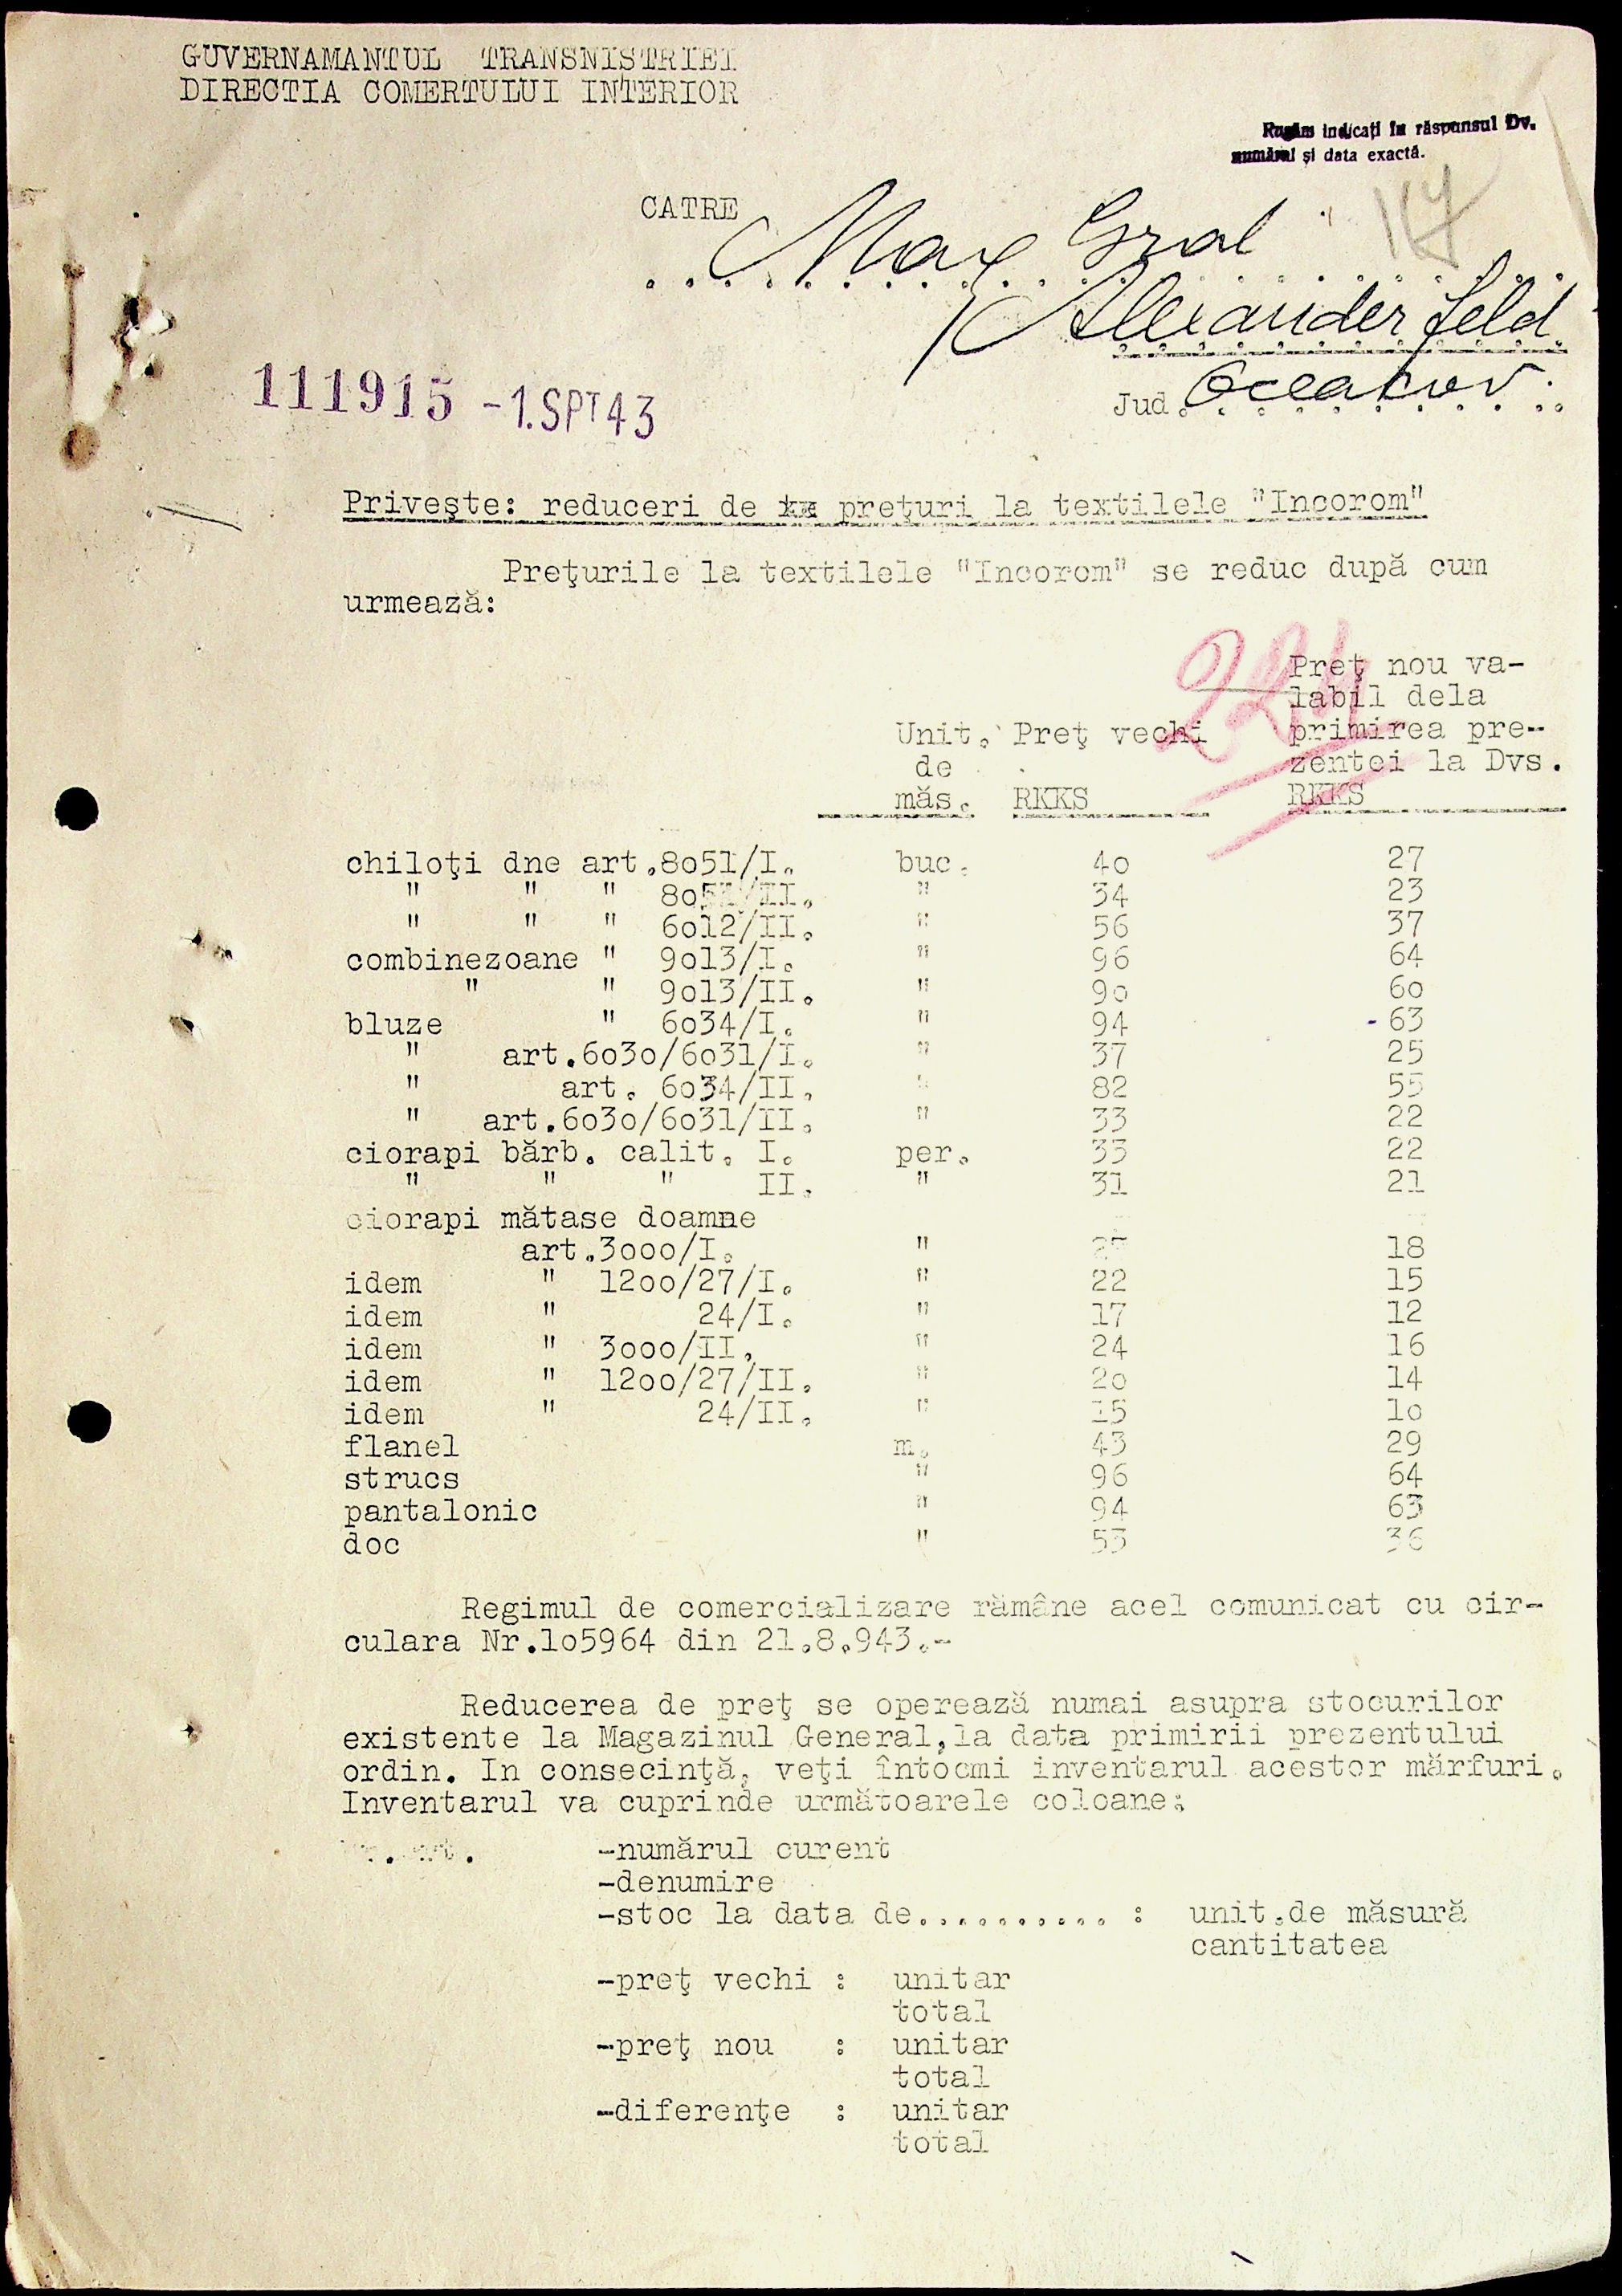 GUVERNAMANTUL TRANSNISTRIEI
DIRECTIA COMERTULUI INTERIOR
Rugăm indicați în răspunsul Dv.
numărul și data exactă.
CATRE
Mag Gral
Alexanderfeld
Jud. Oceakov
117
111915 -1.SPT 43
Priveşte: reduceri de preţuri la textilele "Incorom"
Preţurile la textilele "Incorom" se reduc după cum
urmează:
221
Preţ nou va-
labil dela
Unit. Preţ vechi primirea pre-
de zentei la Dvs.
măs. RKKS RKKS
chiloţi dne art.8o51/I. buc. 4o 27
" " " 8o51/II. " 34 23
" " " 6o12/II. " 56 37
combinezoane " 9o13/I. " 96 64
" " 9o13/II. " 9o 6o
bluze " 6o34/I. " 94 - 63
" art.6o3o/6o31/I. " 37 25
" art. 6o34/II. " 82 55
" art.6o3o/6o31/II. " 33 22
ciorapi bărb. calit. I. per. 33 22
" " " II. " 31 21
ciorapi mătase doamne
art.3ooo/I. " 27 18
idem " 12oo/27/I. " 22 15
idem " 24/I. " 17 12
idem " 3ooo/II. " 24 16
idem " 12oo/27/II. " 2o 14
idem " 24/II. " 15 1o
flanel m. 43 29
strucs " 96 64
pantalonic " 94 63
doc " 53 36
Regimul de comercializare rămâne acel comunicat cu cir-
culara Nr.1o5964 din 21.8.943.-
Reducerea de preţ se operează numai asupra stocurilor
existente la Magazinul General, la data primirii prezentului
ordin. In consecinţă, veţi întocmi inventarul acestor mărfuri.
Inventarul va cuprinde următoarele coloane:
-numărul curent
-denumire
-stoc la data de........... : unit.de măsură
cantitatea
-preţ vechi : unitar
total
-preţ nou : unitar
total
-diferenţe : unitar
total